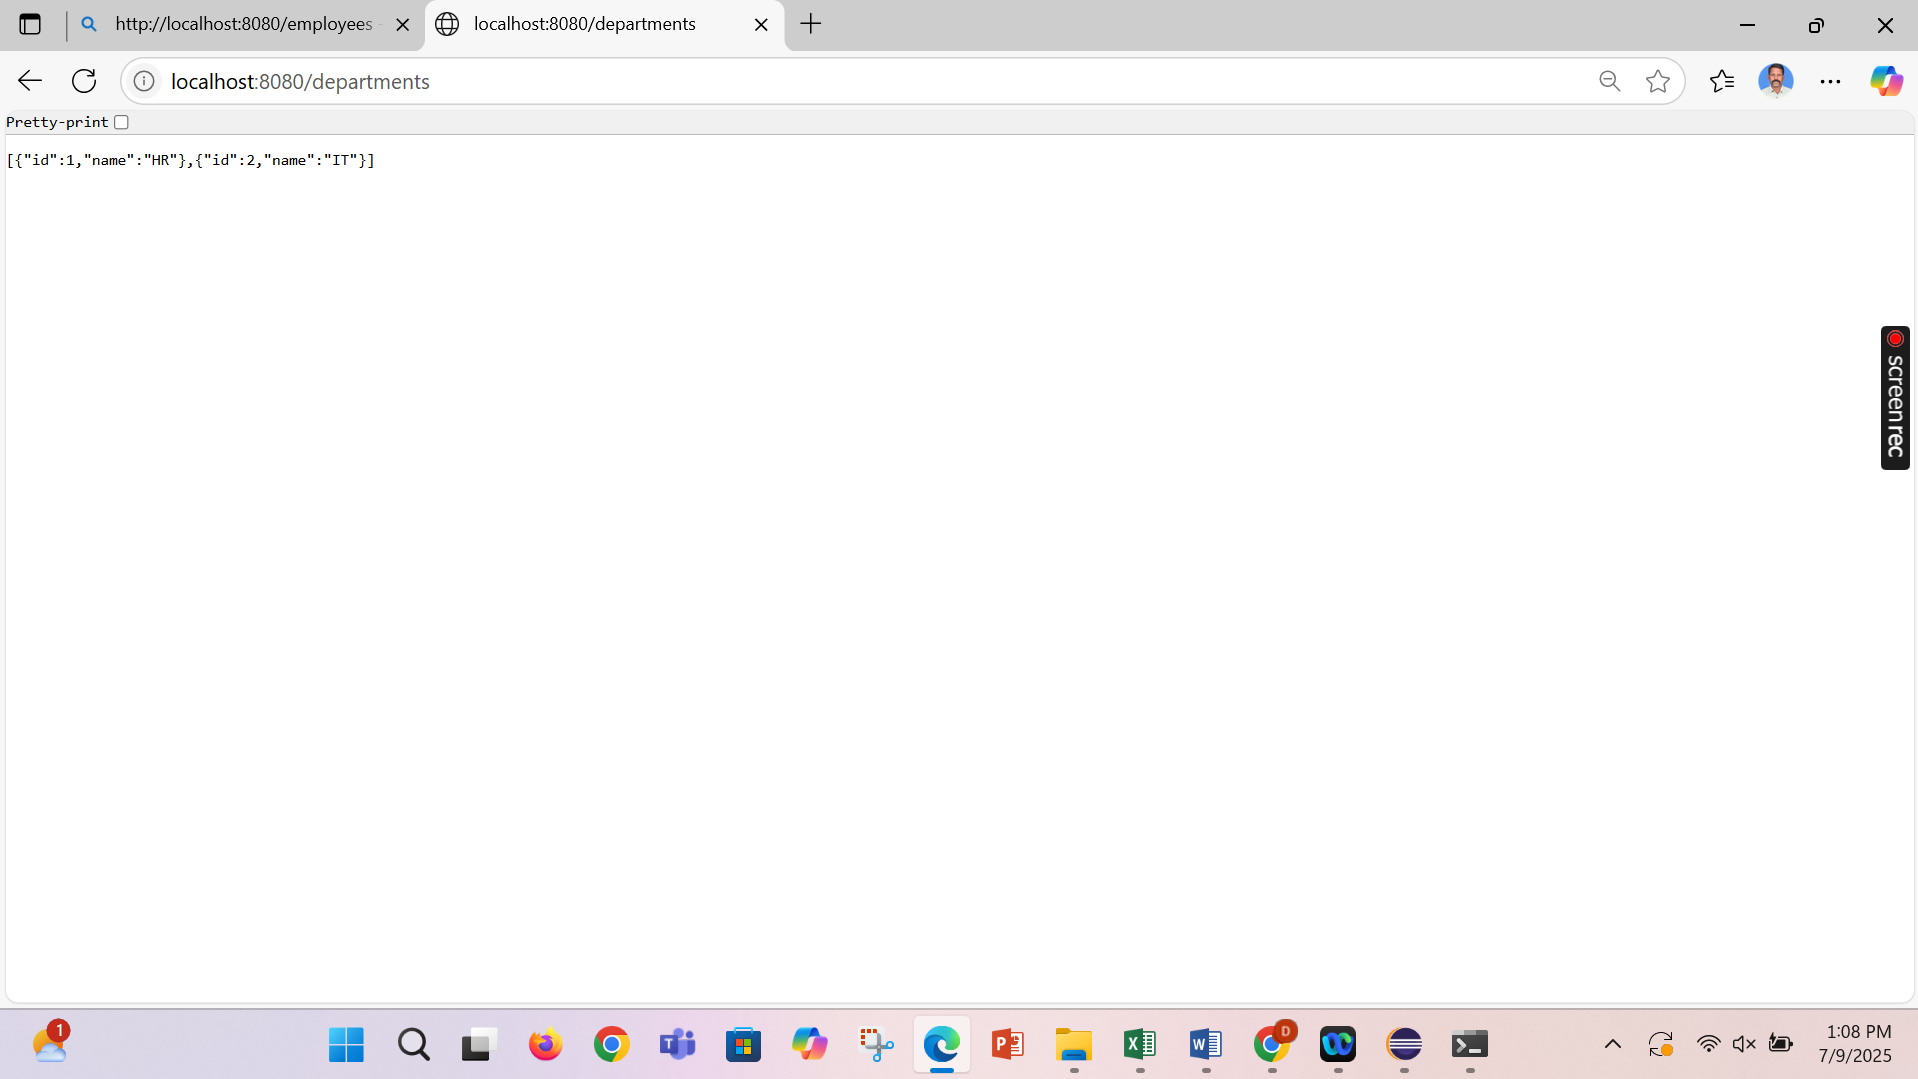 http://localhost:8080/employees -
localhost:8080/departments
localhost:8080/departments
Pretty-print
[{"id":1,"name":"HR"},{"id":2,"name":"IT"}]
screenrec
1
D
1:08 PM
7/9/2025